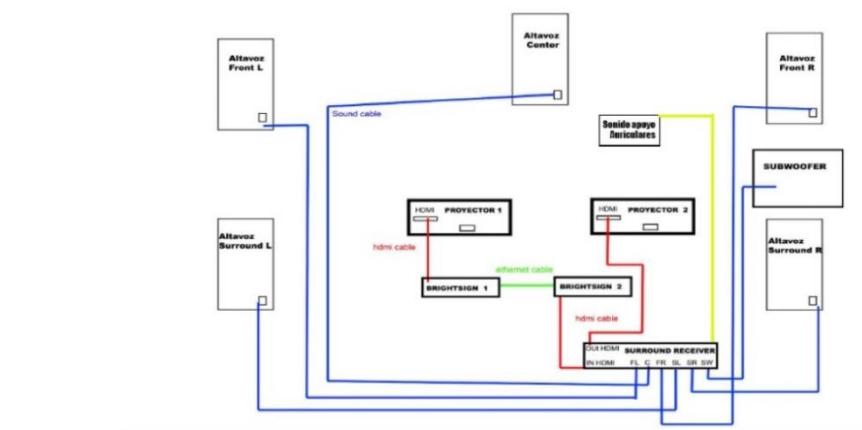 Altavoz
Front L
Altavoz
Center
Altavoz
Front R
Sound cable
Sonido apoyo
Auriculares
SUBWOOFER
HDMI PROYECTOR 1
HDMI PROYECTOR 2
Altavoz
Surround L
Altavoz
Surround R
hdmi cable
ethernet cable
BRIGHTSIGN 1
BRIGHTSIGN 2
hdmi cable
OUI HDMI SURROUND RECEIVER
IN HDMI FL C FR SL SR SW